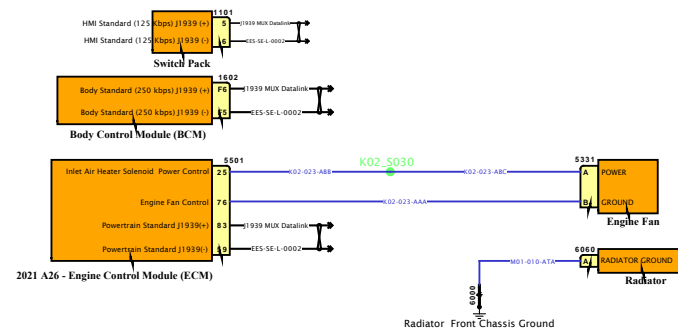 1101
HMI Standard (125 Kbps) J1939 (+) 5 J1939 MUX Datalink
HMI Standard (125 Kbps) J1939 (-) 6 EES-SE-L-0002
Switch Pack
1602
Body Standard (250 kbps) J1939 (+) F6 J1939 MUX Datalink
Body Standard (250 kbps) J1939 (-) F5 EES-SE-L-0002
Body Control Module (BCM)
5501 K02_S030 5331
Inlet Air Heater Solenoid Power Control 25 K02-023-ABB K02-023-ABC A POWER
Engine Fan Control 76 K02-023-AAA B GROUND
Engine Fan
Powertrain Standard J1939(+) 83 J1939 MUX Datalink
Powertrain Standard J1939(-) 59 EES-SE-L-0002
2021 A26 - Engine Control Module (ECM)
6060
M01-010-ATA A RADIATOR GROUND
Radiator
6000
Radiator Front Chassis Ground